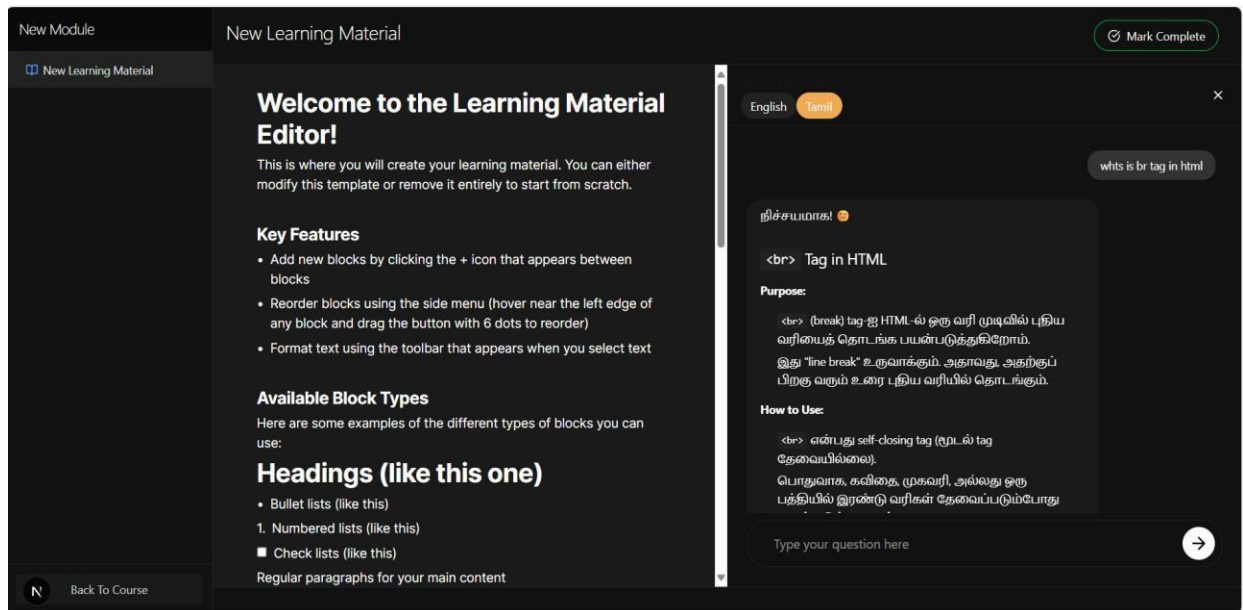 New Module
New Learning Material
Back To Course
New Learning Material
Mark Complete
Welcome to the Learning Material
Editor!
This is where you will create your learning material. You can either
modify this template or remove it entirely to start from scratch.
Key Features
• Add new blocks by clicking the + icon that appears between
blocks
• Reorder blocks using the side menu (hover near the left edge of
any block and drag the button with 6 dots to reorder)
• Format text using the toolbar that appears when you select text
Available Block Types
Here are some examples of the different types of blocks you can
use:
Headings (like this one)
• Bullet lists (like this)
1. Numbered lists (like this)
Check lists (like this)
Regular paragraphs for your main content
English Tamil
whts is br tag in html
நிச்சயமாக! 😊
<br> Tag in HTML
Purpose:
<br> (break) tag-ஐ HTML-ல் ஒரு வரி முடிவில் புதிய
வரியைத் தொடங்க பயன்படுத்துகிறோம்.
இது "line break" உருவாக்கும். அதாவது, அதற்குப்
பிறகு வரும் உரை புதிய வரியில் தொடங்கும்.
How to Use:
<br> என்பது self-closing tag (மூடல் tag
தேவையில்லை).
பொதுவாக, கவிதை, முகவரி, அல்லது ஒரு
பத்தியில் இரண்டு வரிகள் தேவைப்படும்போது
Type your question here
N